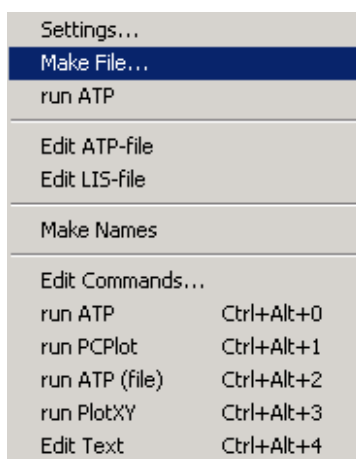 Settings...
Make File...
run ATP
Edit ATP-file
Edit LIS-file
Make Names
Edit Commands...
run ATP Ctrl+Alt+0
run PCPlot Ctrl+Alt+1
run ATP (file) Ctrl+Alt+2
run PlotXY Ctrl+Alt+3
Edit Text Ctrl+Alt+4